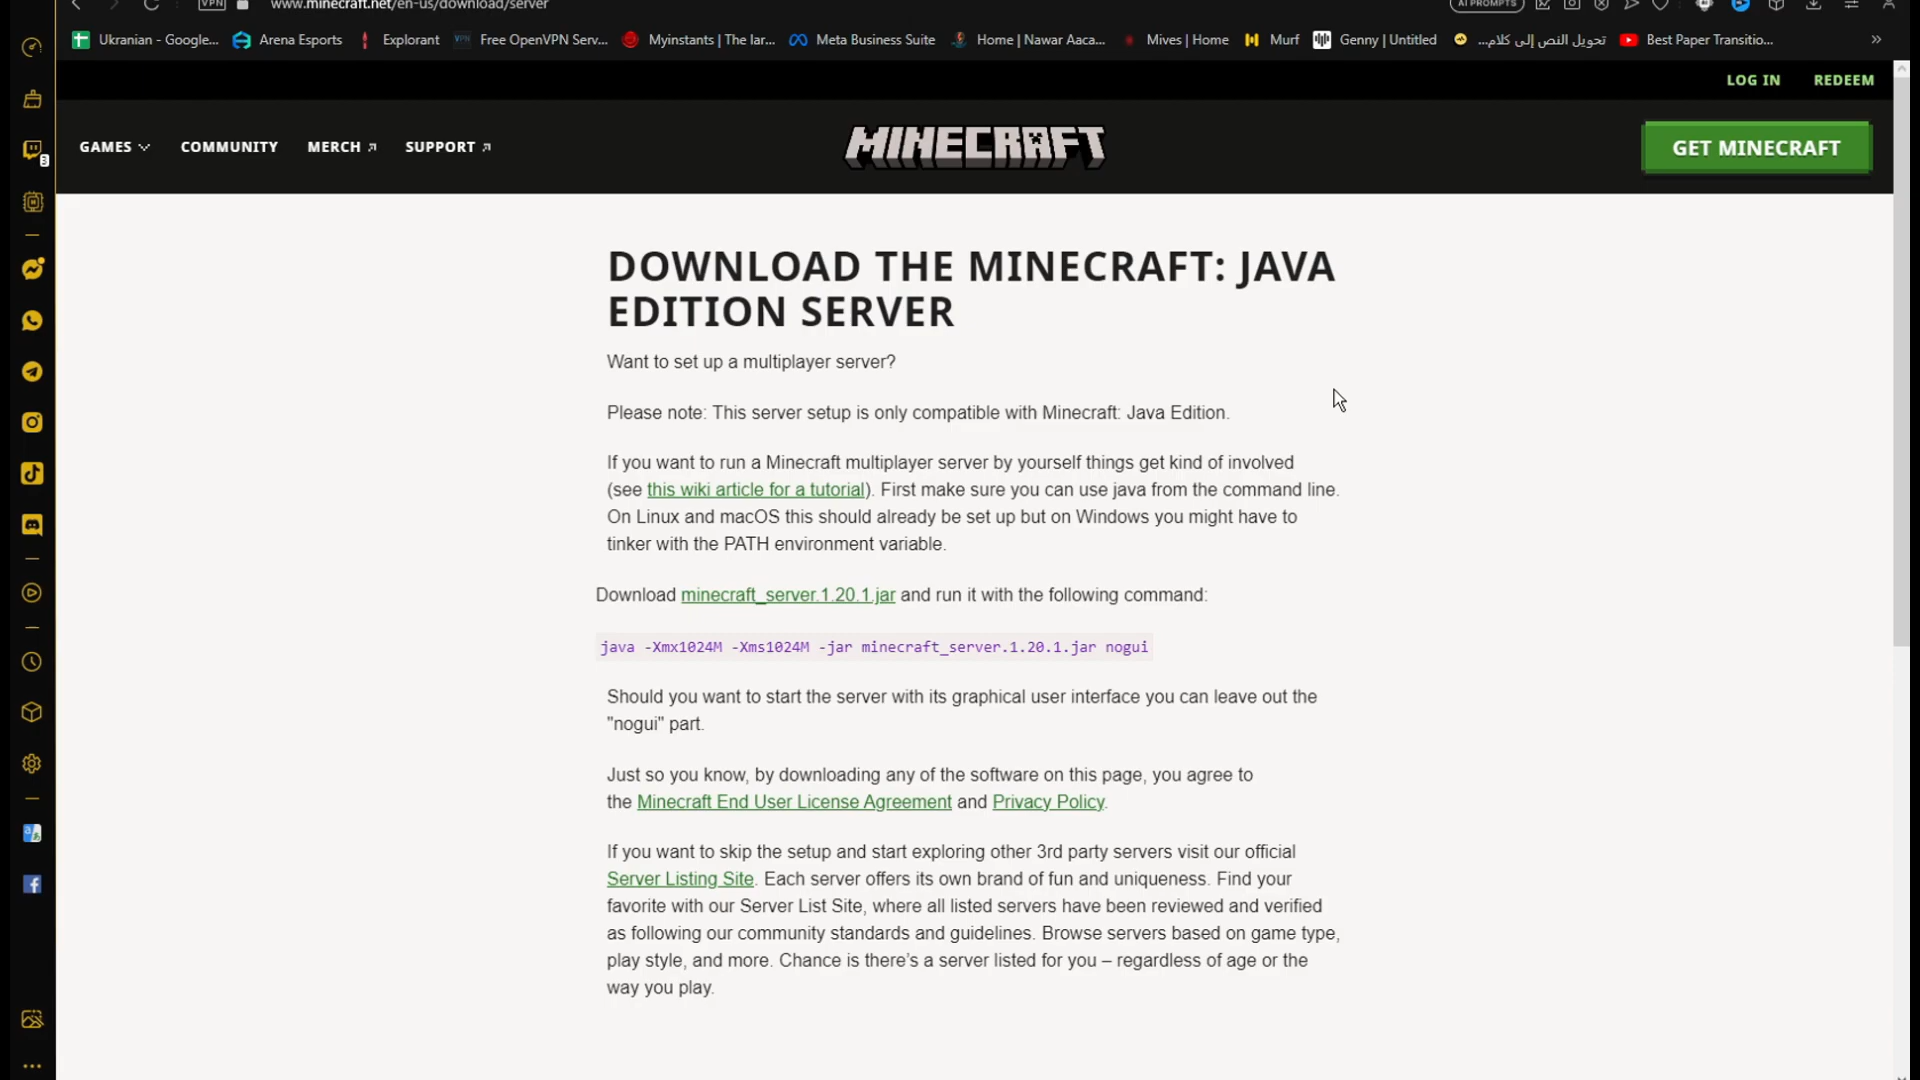 www.minecraft.net/en-us/download/server
VPN
AI PROMPTS
Ukranian - Google...
Arena Esports
Explorant
VPN
Free OpenVPN Serv...
Myinstants | The lar...
Meta Business Suite
Home | Nawar Aaca...
Mives | Home
Murf
Genny | Untitled
تحويل النص إلى كلام...
Best Paper Transitio...
»
LOG IN
REDEEM
GAMES
COMMUNITY
MERCH
SUPPORT
MINECRAFT
GET MINECRAFT
3
DOWNLOAD THE MINECRAFT: JAVA
EDITION SERVER
Want to set up a multiplayer server?
Please note: This server setup is only compatible with Minecraft: Java Edition.
If you want to run a Minecraft multiplayer server by yourself things get kind of involved
(see this wiki article for a tutorial). First make sure you can use java from the command line.
On Linux and macOS this should already be set up but on Windows you might have to
tinker with the PATH environment variable.
Download minecraft_server.1.20.1.jar and run it with the following command:
java -Xmx1024M -Xms1024M -jar minecraft_server.1.20.1.jar nogui
Should you want to start the server with its graphical user interface you can leave out the
"nogui" part.
Just so you know, by downloading any of the software on this page, you agree to
the Minecraft End User License Agreement and Privacy Policy.
If you want to skip the setup and start exploring other 3rd party servers visit our official
Server Listing Site. Each server offers its own brand of fun and uniqueness. Find your
favorite with our Server List Site, where all listed servers have been reviewed and verified
as following our community standards and guidelines. Browse servers based on game type,
play style, and more. Chance is there’s a server listed for you – regardless of age or the
way you play.